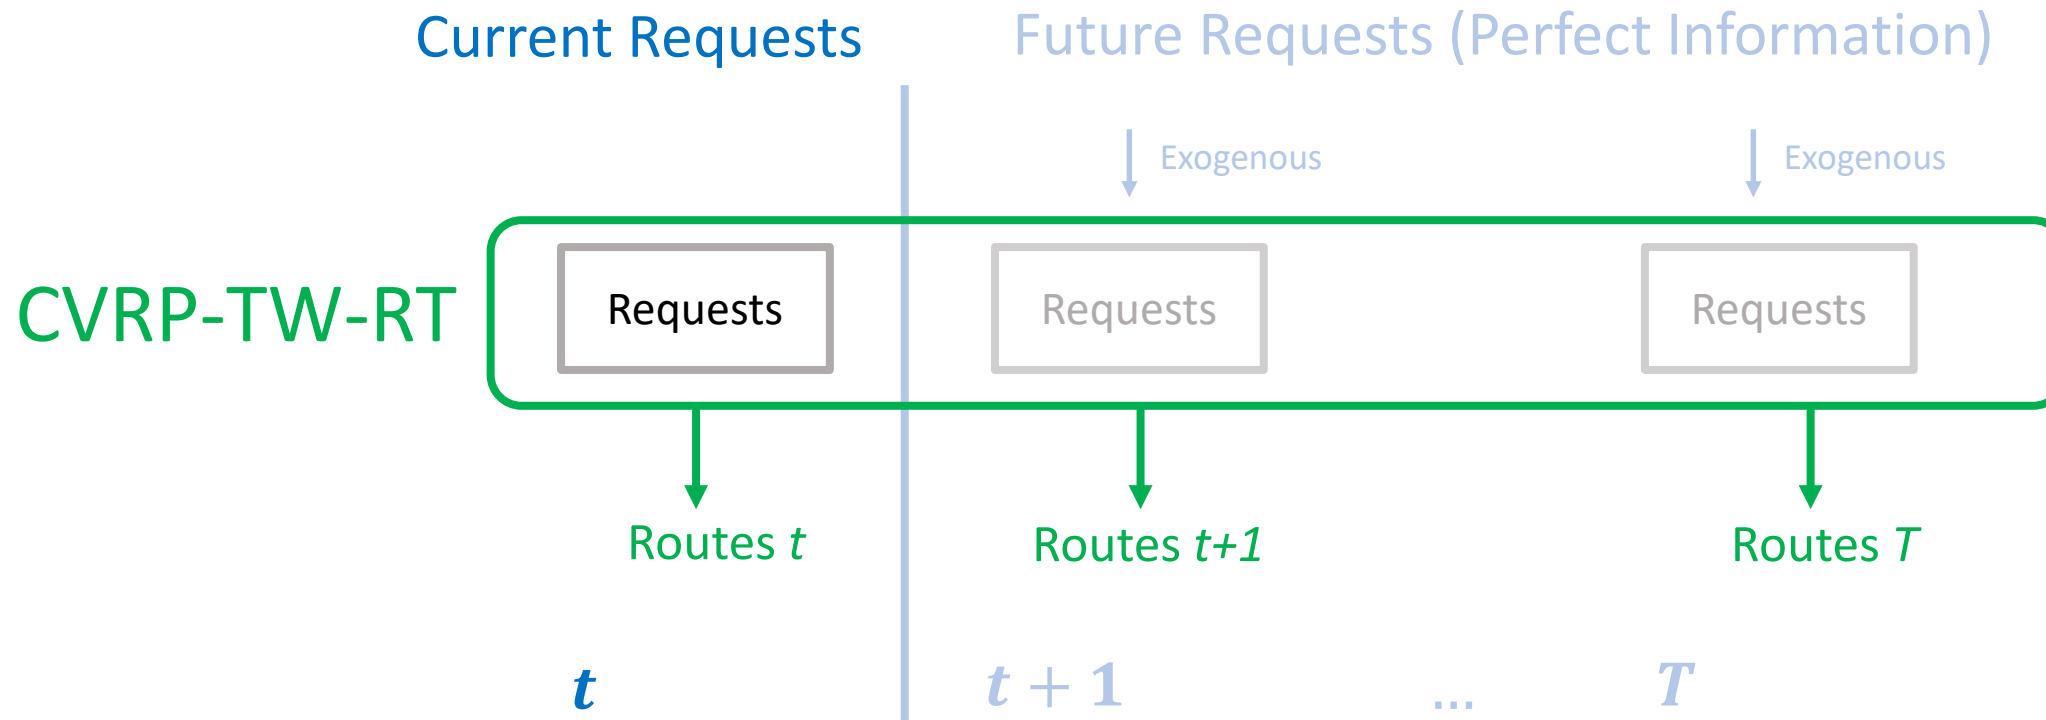 Current Requests
Future Requests (Perfect Information)
Exogenous
Exogenous
CVRP-TW-RT
Requests
Requests
Requests
Routes t
Routes t+1
Routes T
t
t + 1
...
T